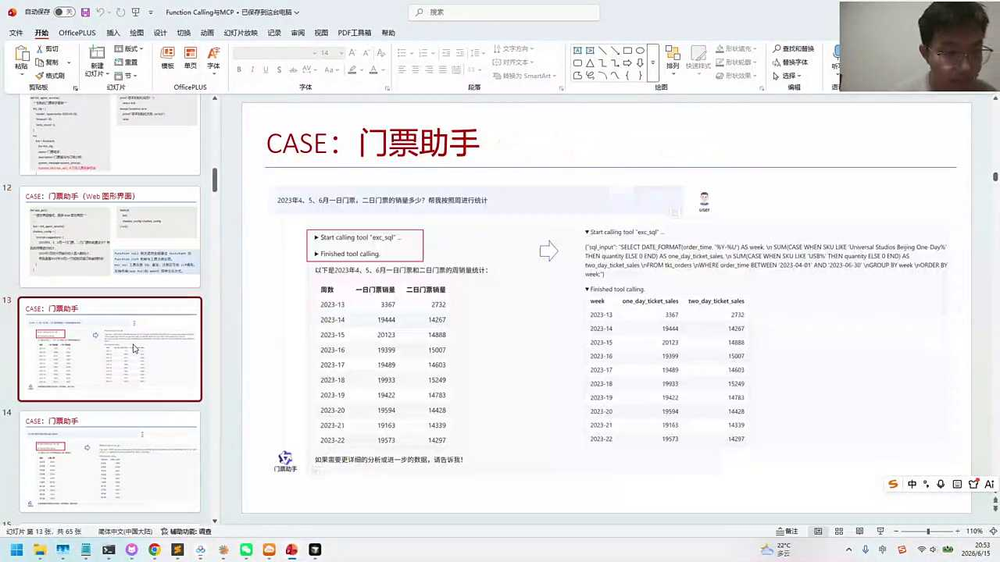 自动保存 关 Function Calling与MCP • 已保存到这台电脑 搜索
文件 开始 OfficePLUS 插入 绘图 设计 切换 动画 幻灯片放映 记录 审阅 视图 PDF工具箱 帮助
粘贴 剪切 复制 格式刷 剪贴板
新建幻灯片 版式 重置 节 幻灯片
模板 单页 字体 OfficePLUS
14 字体
文字方向 对齐文本 转换为 SmartArt 段落
排列 快速样式 形状填充 形状轮廓 形状效果 绘图
查找和替换 替换字体 选择 编辑
12
CASE：门票助手（Web 图形界面）
13
CASE：门票助手
14
CASE：门票助手
CASE：门票助手
2023年4、5、6月一日门票，二日门票的销量多少？帮我按照周进行统计
USER
Start calling tool "exc_sql" ...
Finished tool calling.
以下是2023年4、5、6月一日门票和二日门票的周销量统计：
周数 一日门票销量 二日门票销量
2023-13 3367 2732
2023-14 19444 14267
2023-15 20123 14888
2023-16 19399 15007
2023-17 19489 14603
2023-18 19933 15249
2023-19 19422 14783
2023-20 19594 14428
2023-21 19163 14339
2023-22 19573 14297
如果需要更详细的分析或进一步的数据，请告诉我！
门票助手
Start calling tool "exc_sql" ...
{"sql_input": "SELECT DATE_FORMAT(order_time, '%Y-%U') AS week, \n SUM(CASE WHEN SKU LIKE 'Universal Studios Beijing One-Day%'
THEN quantity ELSE 0 END) AS one_day_ticket_sales, \n SUM(CASE WHEN SKU LIKE 'USB%' THEN quantity ELSE 0 END) AS
two_day_ticket_sales \nFROM tkt_orders \nWHERE order_time BETWEEN '2023-04-01' AND '2023-06-30' \nGROUP BY week \nORDER BY
week;"}
Finished tool calling.
week one_day_ticket_sales two_day_ticket_sales
2023-13 3367 2732
2023-14 19444 14267
20123
19399
2023-18 19933 15249
2023-19 19422 14783
2023-20 19594 14428
2023-21 19163 14339
2023-22 19573 14297
中
幻灯片 第 13 张，共 65 张 简体中文(中国大陆) 辅助功能: 调查 备注 110%
22°C
多云
20:53
2026/6/15